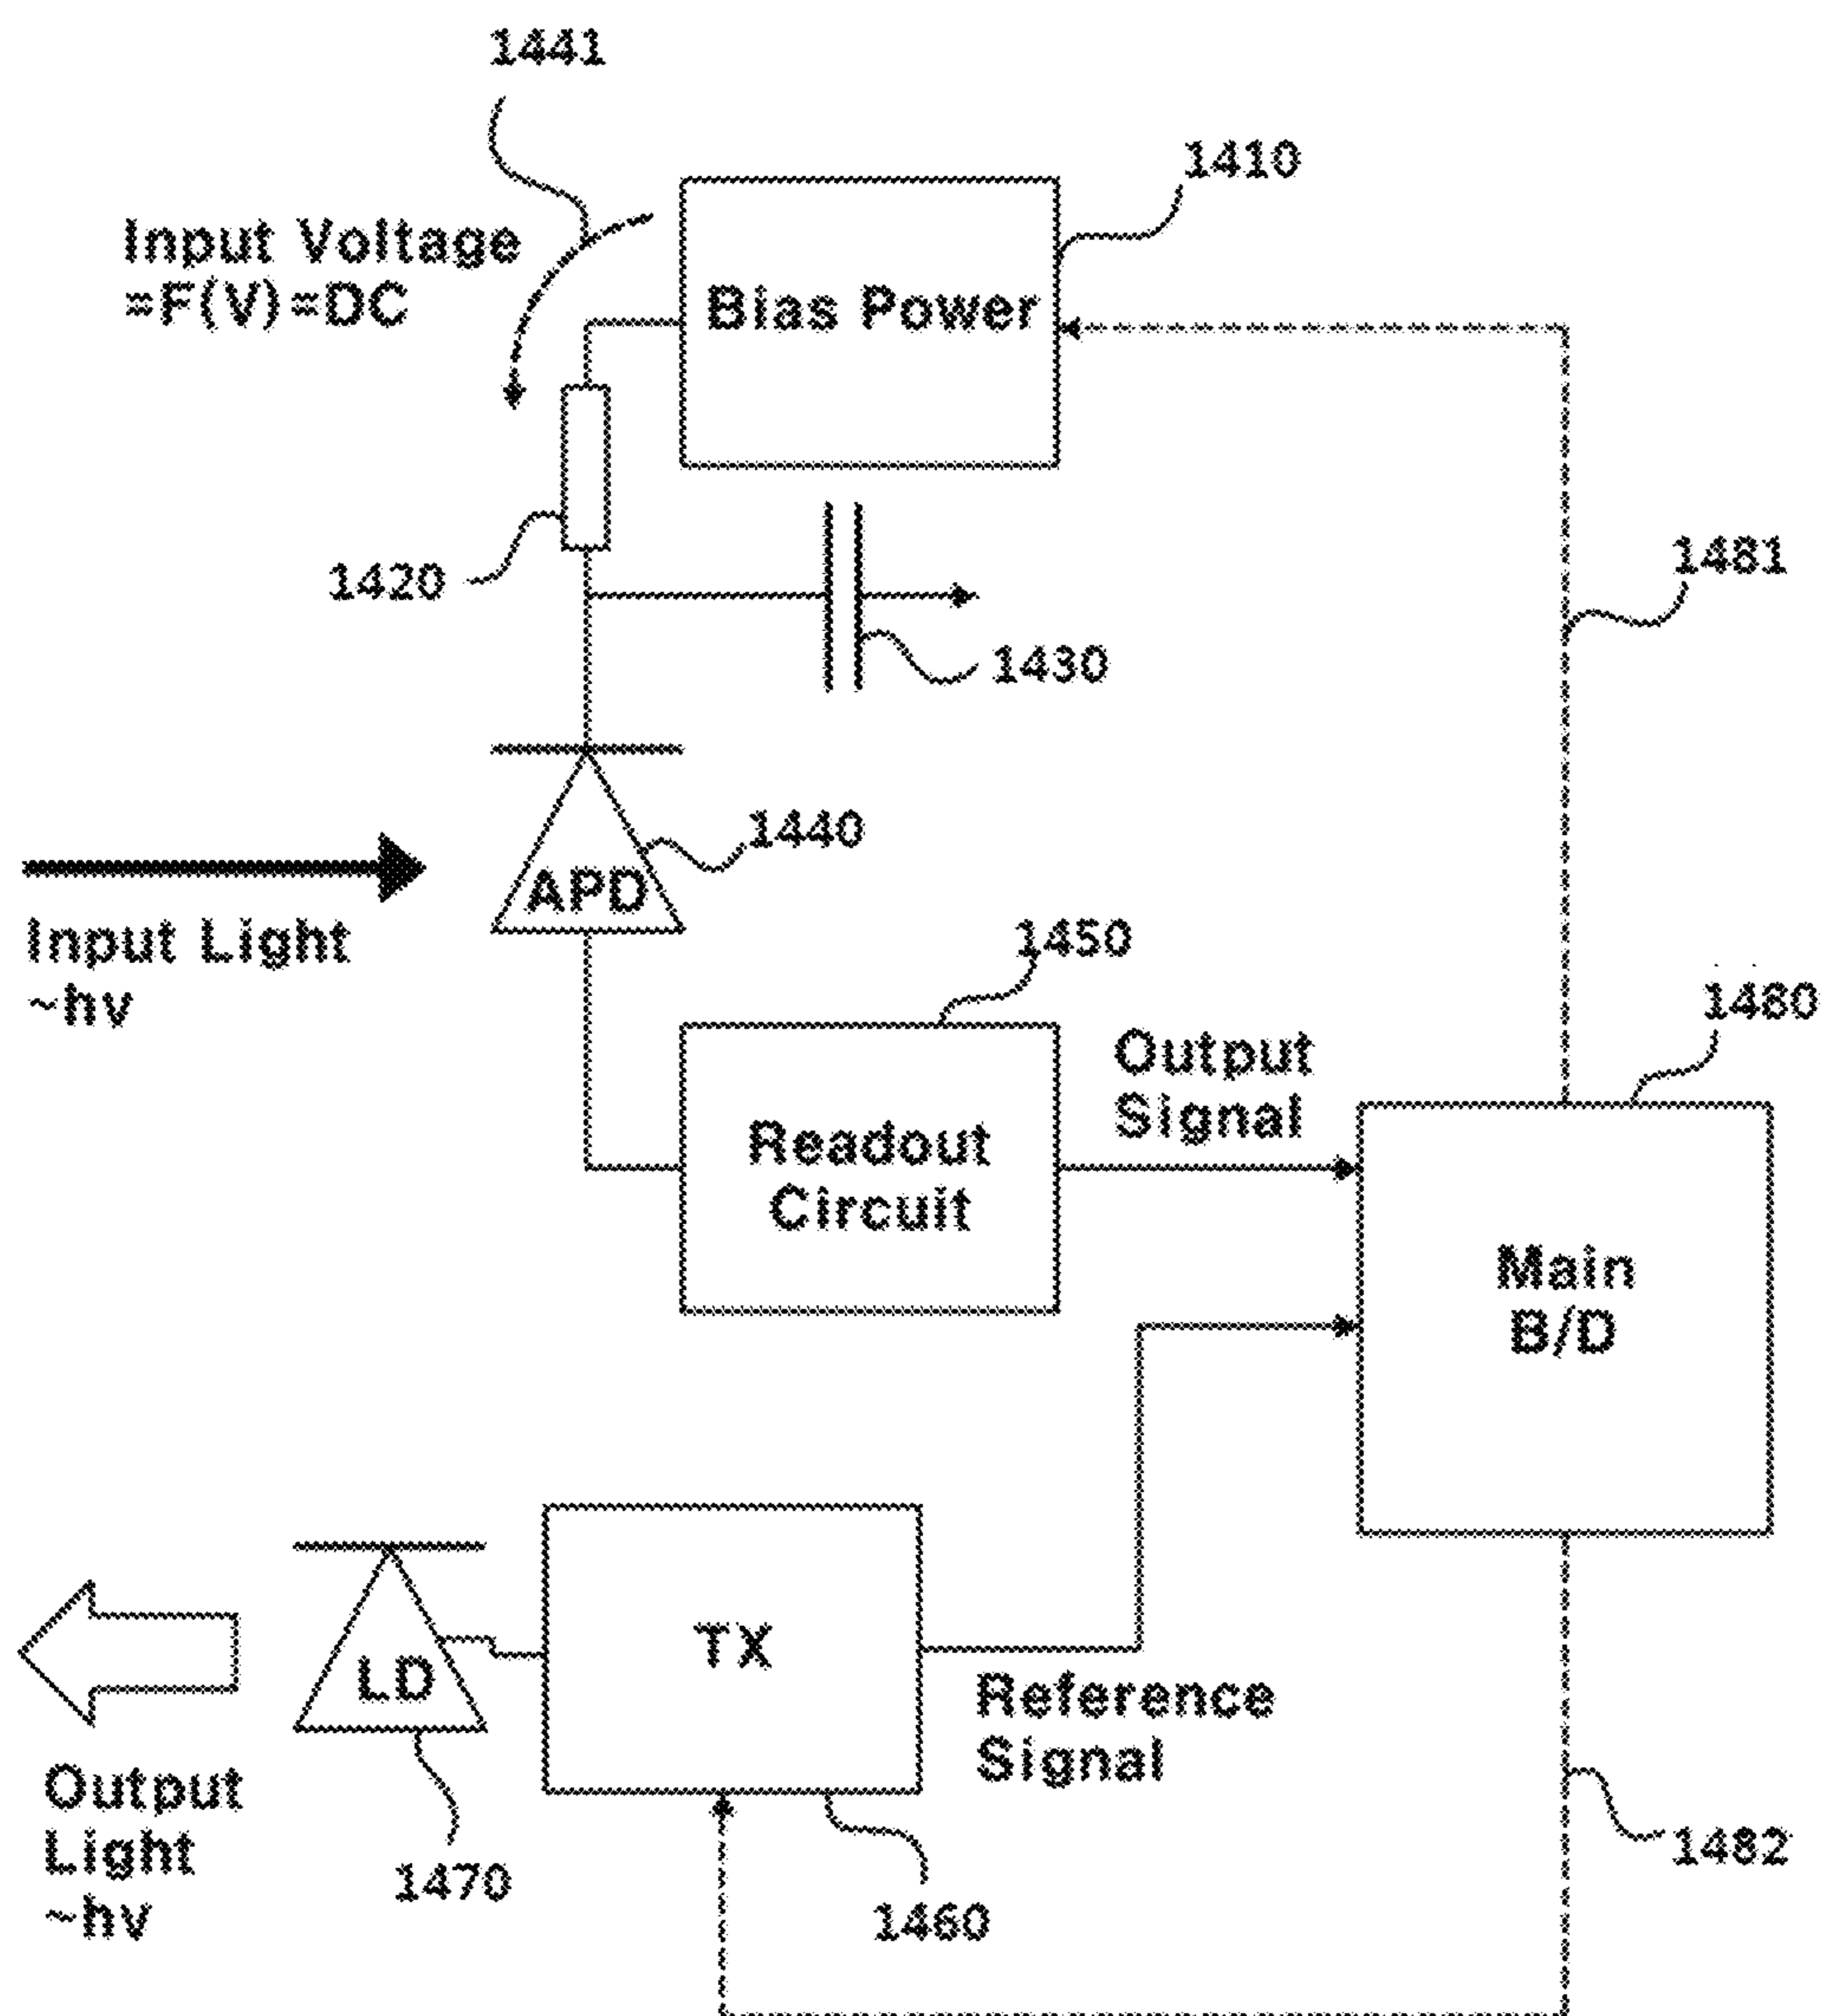 1441
1410
Input Voltage
=F(V)=DC
Bias Power
1420
1481
1430
1440
APD
Input Light
~hv
1450
1480
Output
Signal
Readout
Circuit
Main
B/D
TX
LD
Reference
Signal
Output
Light
~hv
1470
1460
1482